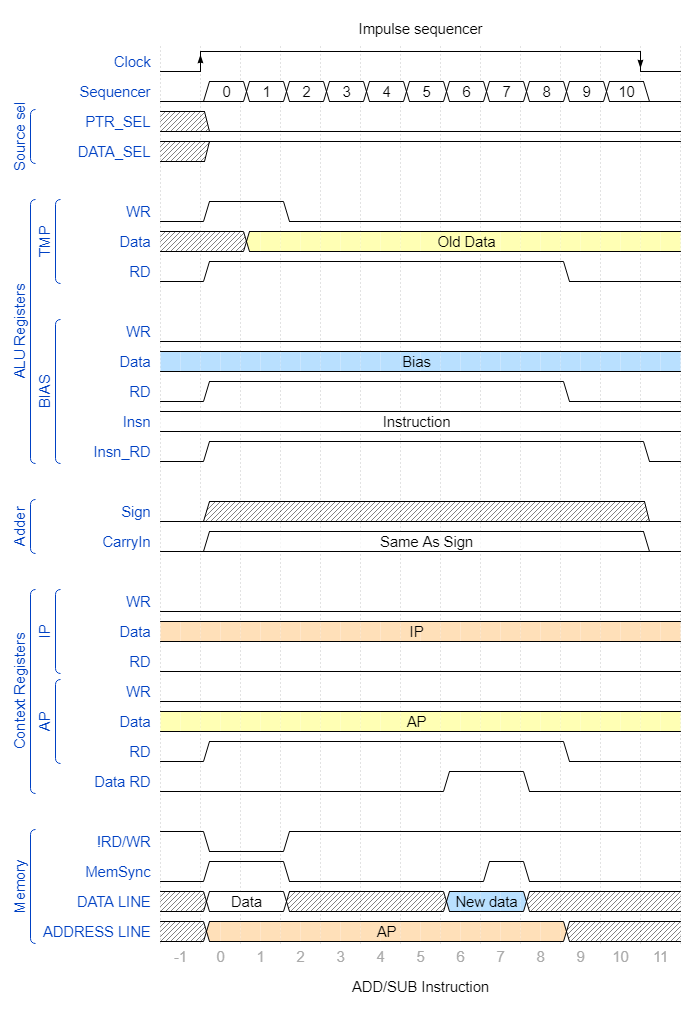 Impulse sequencer
Clock
Sequencer 0 1 2 3 4 5 6 7 8 9 10
Source sel
PTR_SEL
DATA_SEL
ALU Registers
TMP
WR
Data Old Data
RD
BIAS
WR
Data Bias
RD
Insn Instruction
Insn_RD
Adder
Sign
CarryIn Same As Sign
Context Registers
IP
WR
Data IP
RD
AP
WR
Data AP
RD
Data RD
Memory
!RD/WR
MemSync
DATA LINE Data New data
ADDRESS LINE AP
-1 0 1 2 3 4 5 6 7 8 9 10 11
ADD/SUB Instruction